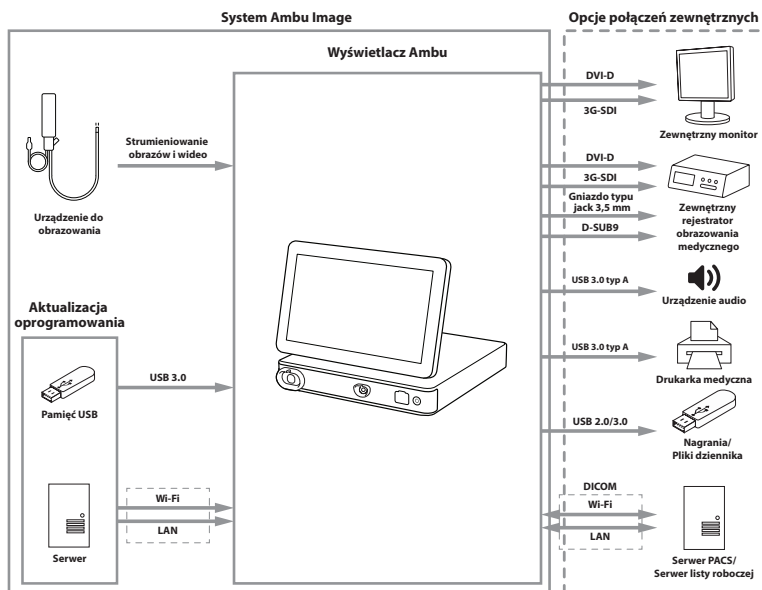 System Ambu Image
Opcje połączeń zewnętrznych
Wyświetlacz Ambu
Strumieniowanie
obrazów i wideo
Urządzenie do
obrazowania
Aktualizacja
oprogramowania
USB 3.0
Pamięć USB
Wi-Fi
LAN
Serwer
DVI-D
3G-SDI
Zewnętrzny monitor
DVI-D
3G-SDI
Gniazdo typu
jack 3,5 mm
D-SUB9
Zewnętrzny
rejestrator
obrazowania
medycznego
USB 3.0 typ A
Urządzenie audio
USB 3.0 typ A
Drukarka medyczna
USB 2.0/3.0
Nagrania/
Pliki dziennika
DICOM
Wi-Fi
LAN
Serwer PACS/
Serwer listy roboczej